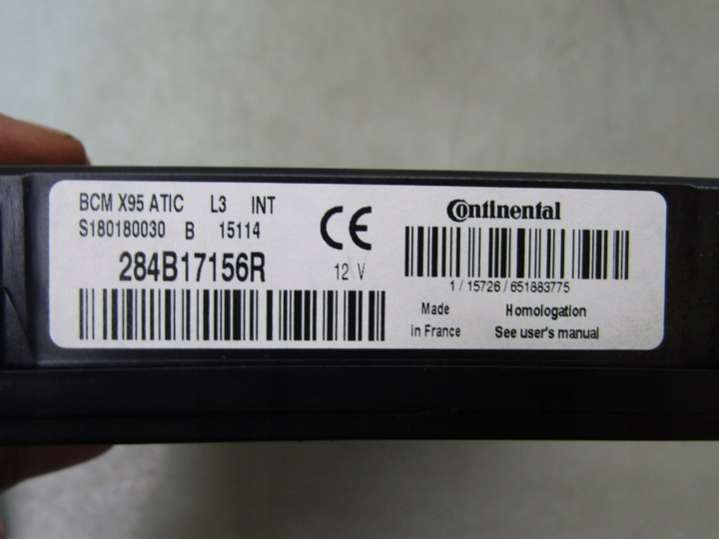 BCM X95 ATIC L3 INT
S180180030 B 15114
284B17156R
CE
12 V
Continental
1 / 15726 / 651883775
Made in France
Homologation
See user's manual